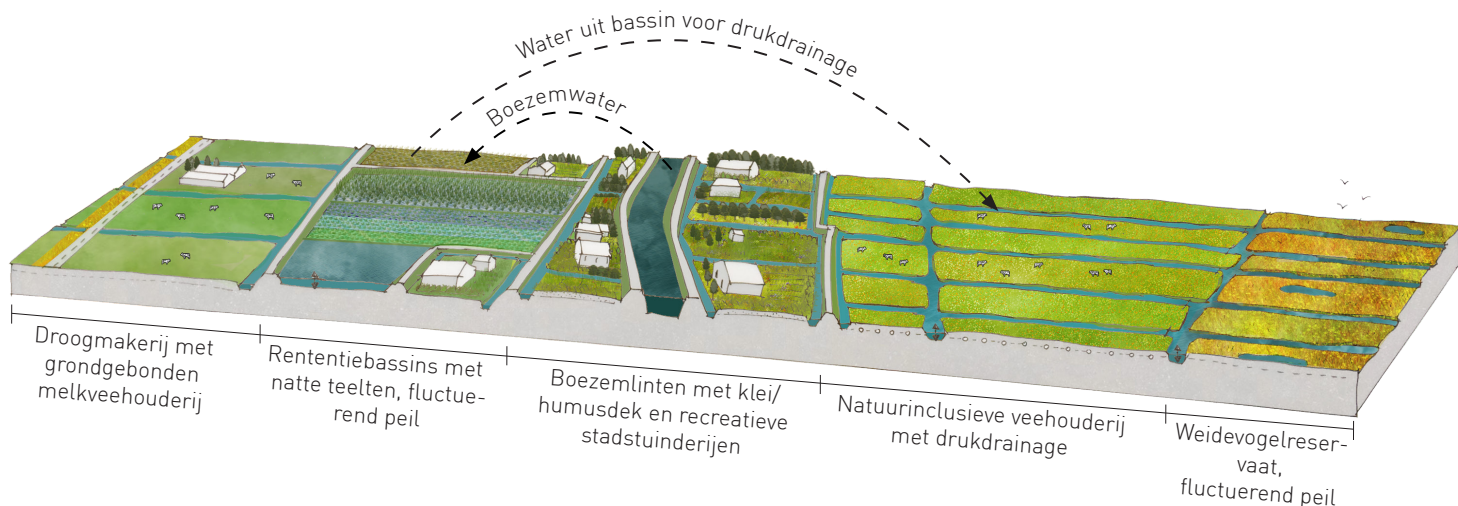 Water uit bassin voor drukdrainage
Boezemwater
Droogmakerij met
grondgebonden
melkveehouderij
Rententiebassins met
natte teelten, fluctue-
rend peil
Boezemlinten met klei/
humusdek en recreatieve
stadstuinderijen
Natuurinclusieve veehouderij
met drukdrainage
Weidevogelreser-
vaat,
fluctuerend peil